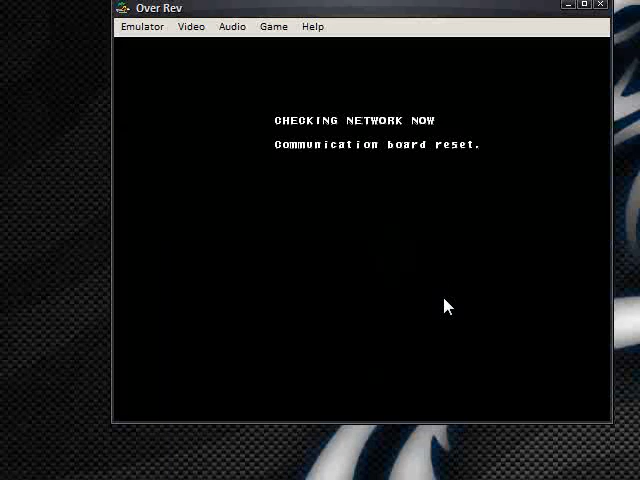 Over Rev
Emulator Video Audio Game Help
CHECKING NETWORK NOW
Communication board reset.